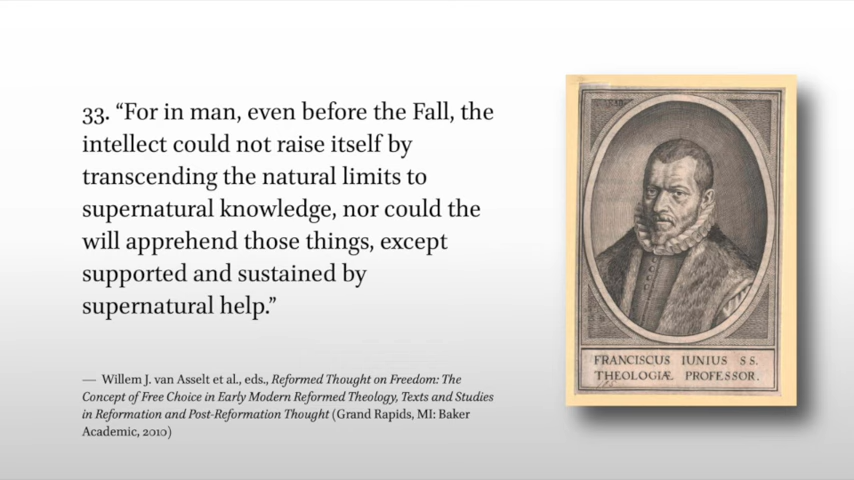 33. “For in man, even before the Fall, the
intellect could not raise itself by
transcending the natural limits to
supernatural knowledge, nor could the
will apprehend those things, except
supported and sustained by
supernatural help.”
— Willem J. van Asselt et al., eds., Reformed Thought on Freedom: The
Concept of Free Choice in Early Modern Reformed Theology, Texts and Studies
in Reformation and Post-Reformation Thought (Grand Rapids, MI: Baker
Academic, 2010)
FRANCISCUS IUNIUS SS.
THEOLOGIÆ PROFESSOR.